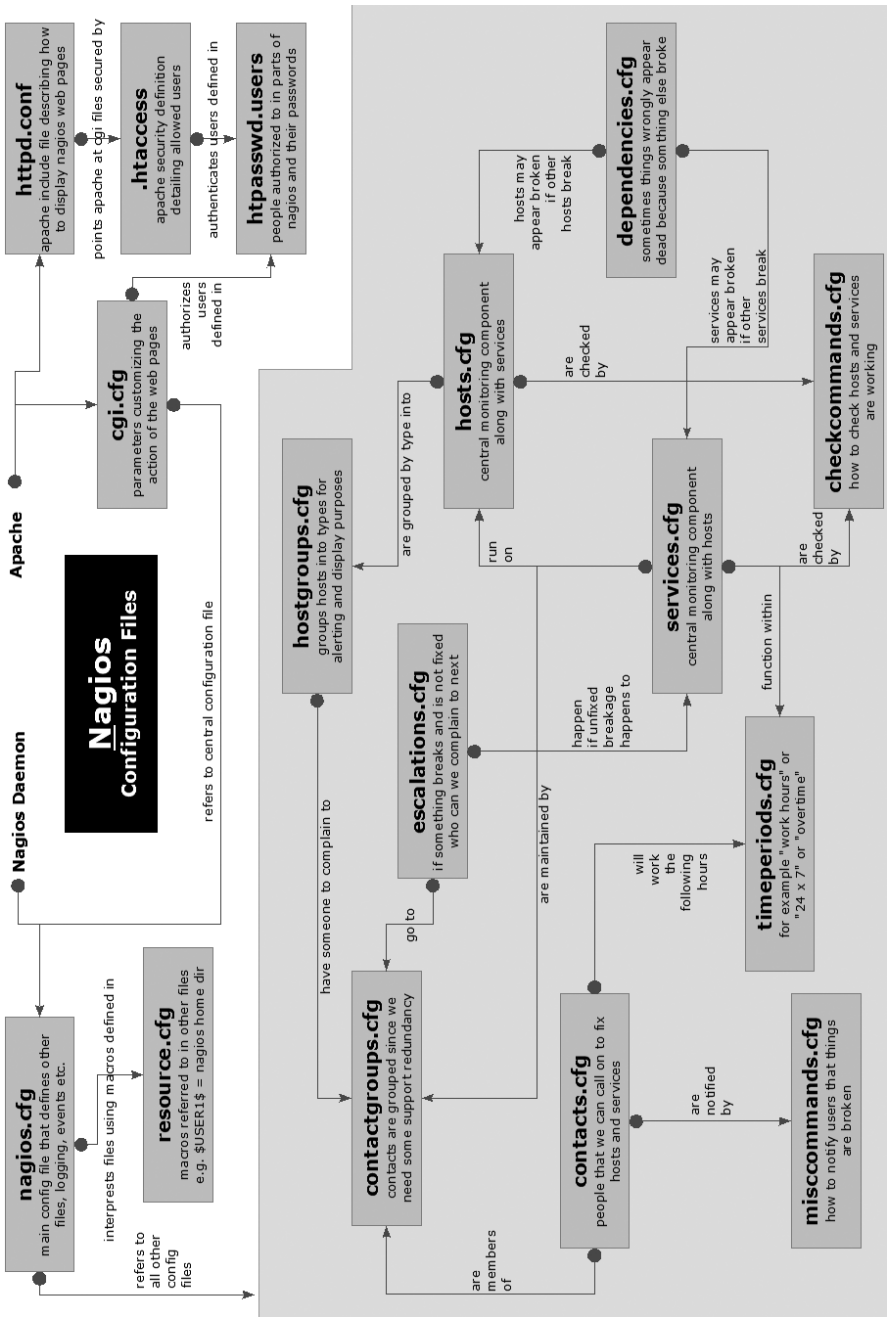 Nagios Daemon
Apache
Nagios
Configuration Files
nagios.cfg
main config file that defines other
files, logging, events etc.
refers to
all other
config
files
interprests files using macros defined in
resource.cfg
macros referred to in other files
e.g. $USER1$ = nagios home dir
refers to central configuration file
cgi.cfg
parameters customizing the
action of the web pages
authorizes
users
defined in
httpd.conf
apache include file describing how
to display nagios web pages
points apache at cgi files secured by
.htaccess
apache security definition
detailing allowed users
authenticates users defined in
htpasswd.users
people authorized to in parts of
nagios and their passwords
have someone to complain to
hostgroups.cfg
groups hosts into types for
alerting and display purposes
are grouped by type into
contactgroups.cfg
contacts are grouped since we
need some support redundancy
go to
escalations.cfg
if something breaks and is not fixed
who can we complain to next
run
on
hosts.cfg
central monitoring component
along with services
hosts may
appear broken
if other
hosts break
are
members
of
are maintained by
happen
if unfixed
breakage
happens to
are
checked
by
dependencies.cfg
sometimes things wrongly appear
dead because somthing else broke
contacts.cfg
people that we can call on to fix
hosts and services
will
work
the
following
hours
services.cfg
central monitoring component
along with hosts
services may
appear broken
if other
services break
are
notified
by
function within
are
checked
by
misccommands.cfg
how to notify users that things
are broken
timeperiods.cfg
for example "work hours" or
"24 x 7" or "overtime"
checkcommands.cfg
how to check hosts and services
are working